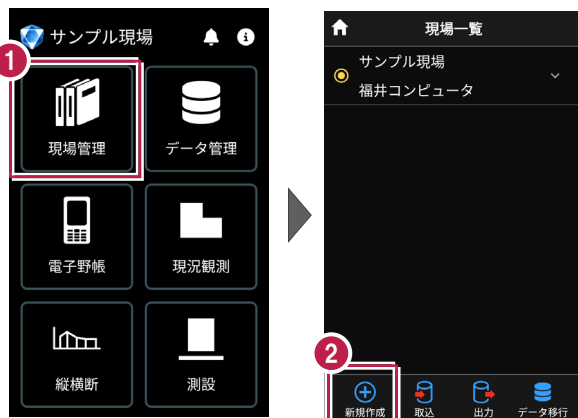 サンプル現場
1
現場管理
データ管理
電子野帳
現況観測
縦横断
測設
現場一覧
サンプル現場
福井コンピュータ
2
新規作成
取込
出力
データ移行